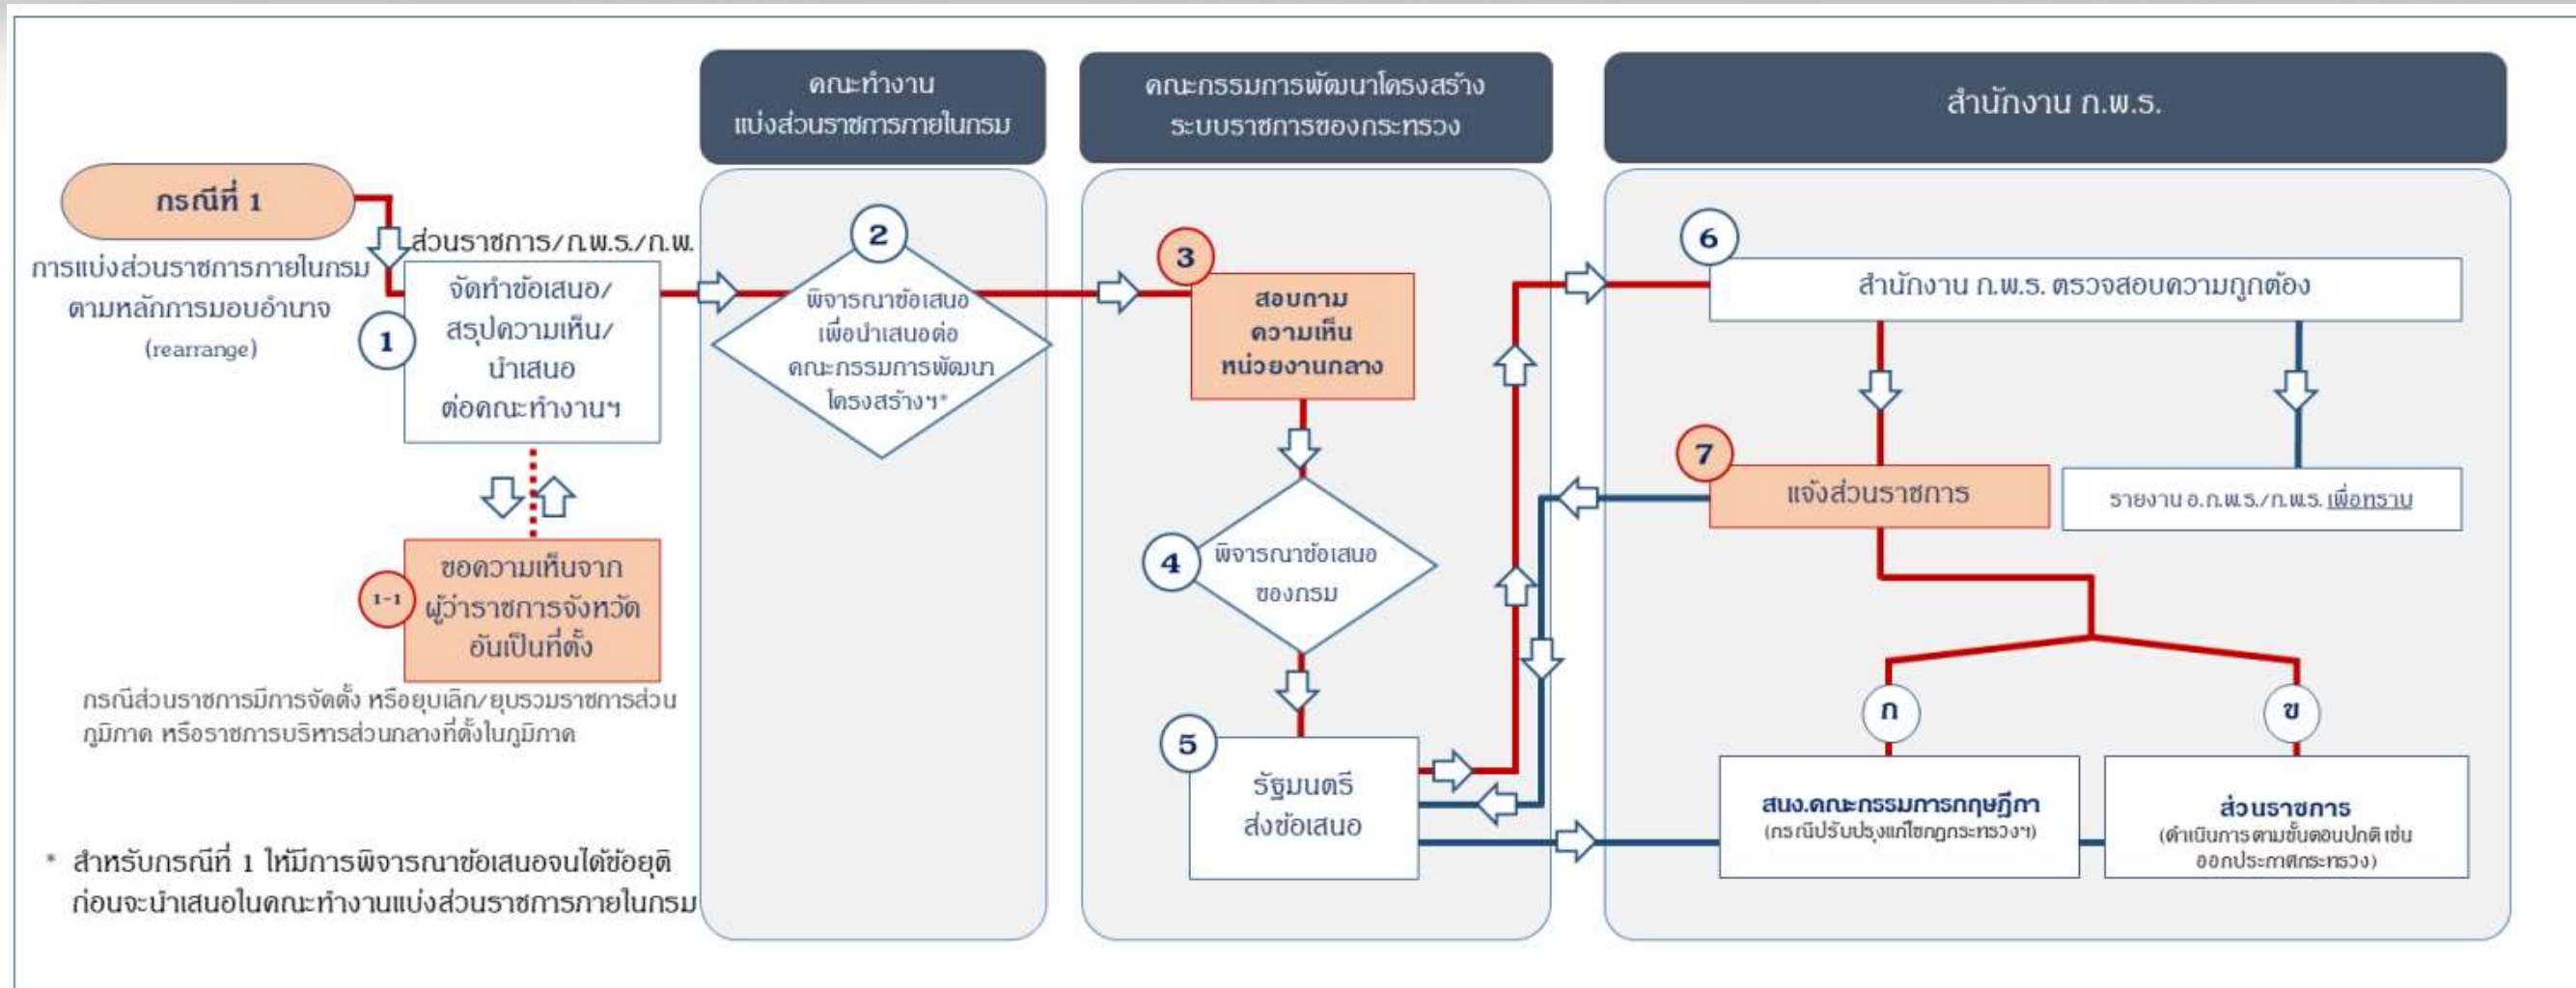 คณะทำงาน
แบ่งส่วนราชการภายในกรม
คณะกรรมการพัฒนาโครงสร้าง
ระบบราชการของกระทรวง
สำนักงาน ก.พ.ร.
กรณีที่ 1
การแบ่งส่วนราชการภายในกรม
ตามหลักการมอบอำนาจ
(rearrange)
ส่วนราชการ/ก.พ.ร./ก.พ.
1
จัดทำข้อเสนอ/
สรุปความเห็น/
นำเสนอ
ต่อคณะทำงานฯ
1-1
ขอความเห็นจาก
ผู้ว่าราชการจังหวัด
อันเป็นที่ตั้ง
กรณีส่วนราชการมีการจัดตั้ง หรือยุบเลิก/ยุบรวมราชการส่วน
ภูมิภาค หรือราชการบริหารส่วนกลางที่ตั้งในภูมิภาค
* สำหรับกรณีที่ 1 ให้มีการพิจารณาข้อเสนอจนได้ข้อยุติ
ก่อนจะนำเสนอในคณะทำงานแบ่งส่วนราชการภายในกรม
2
พิจารณาข้อเสนอ
เพื่อนำเสนอต่อ
คณะกรรมการพัฒนา
โครงสร้างฯ*
3
สอบถาม
ความเห็น
หน่วยงานกลาง
4
พิจารณาข้อเสนอ
ของกรม
5
รัฐมนตรี
ส่งข้อเสนอ
6
สำนักงาน ก.พ.ร. ตรวจสอบความถูกต้อง
7
แจ้งส่วนราชการ
รายงาน อ.ก.พ.ร./ก.พ.ร. เพื่อทราบ
ก
สนง.คณะกรรมการกฤษฎีกา
(กรณีปรับปรุงแก้ไขกฎกระทรวงฯ)
ข
ส่วนราชการ
(ดำเนินการตามขั้นตอนปกติ เช่น
ออกประกาศกระทรวง)